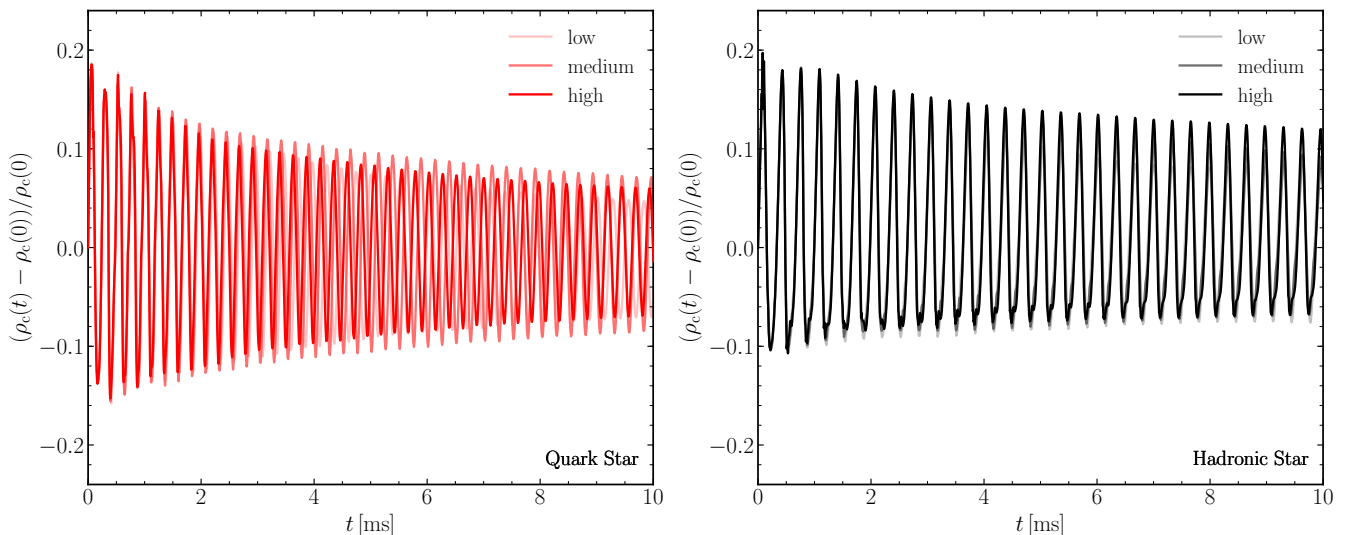 (ρc(t) − ρc(0))/ρc(0)
0.2
0.1
0.0
−0.1
−0.2
low
medium
high
Quark Star
0 2 4 6 8 10
t [ms]
(ρc(t) − ρc(0))/ρc(0)
0.2
0.1
0.0
−0.1
−0.2
low
medium
high
Hadronic Star
0 2 4 6 8 10
t [ms]